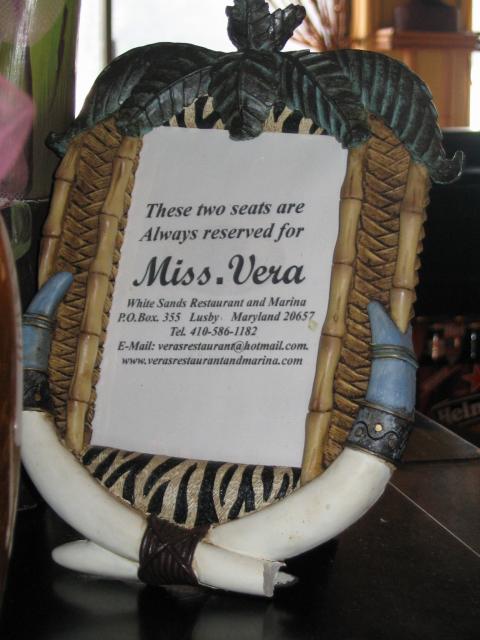 These two seats are
Always reserved for
Miss.Vera
White Sands Restaurant and Marina
P.O.Box. 355 Lusby Maryland 20657
Tel. 410-586-1182
E-Mail: verasrestaurant@hotmail.com.
www.verasrestaurantandmarina.com
Hein